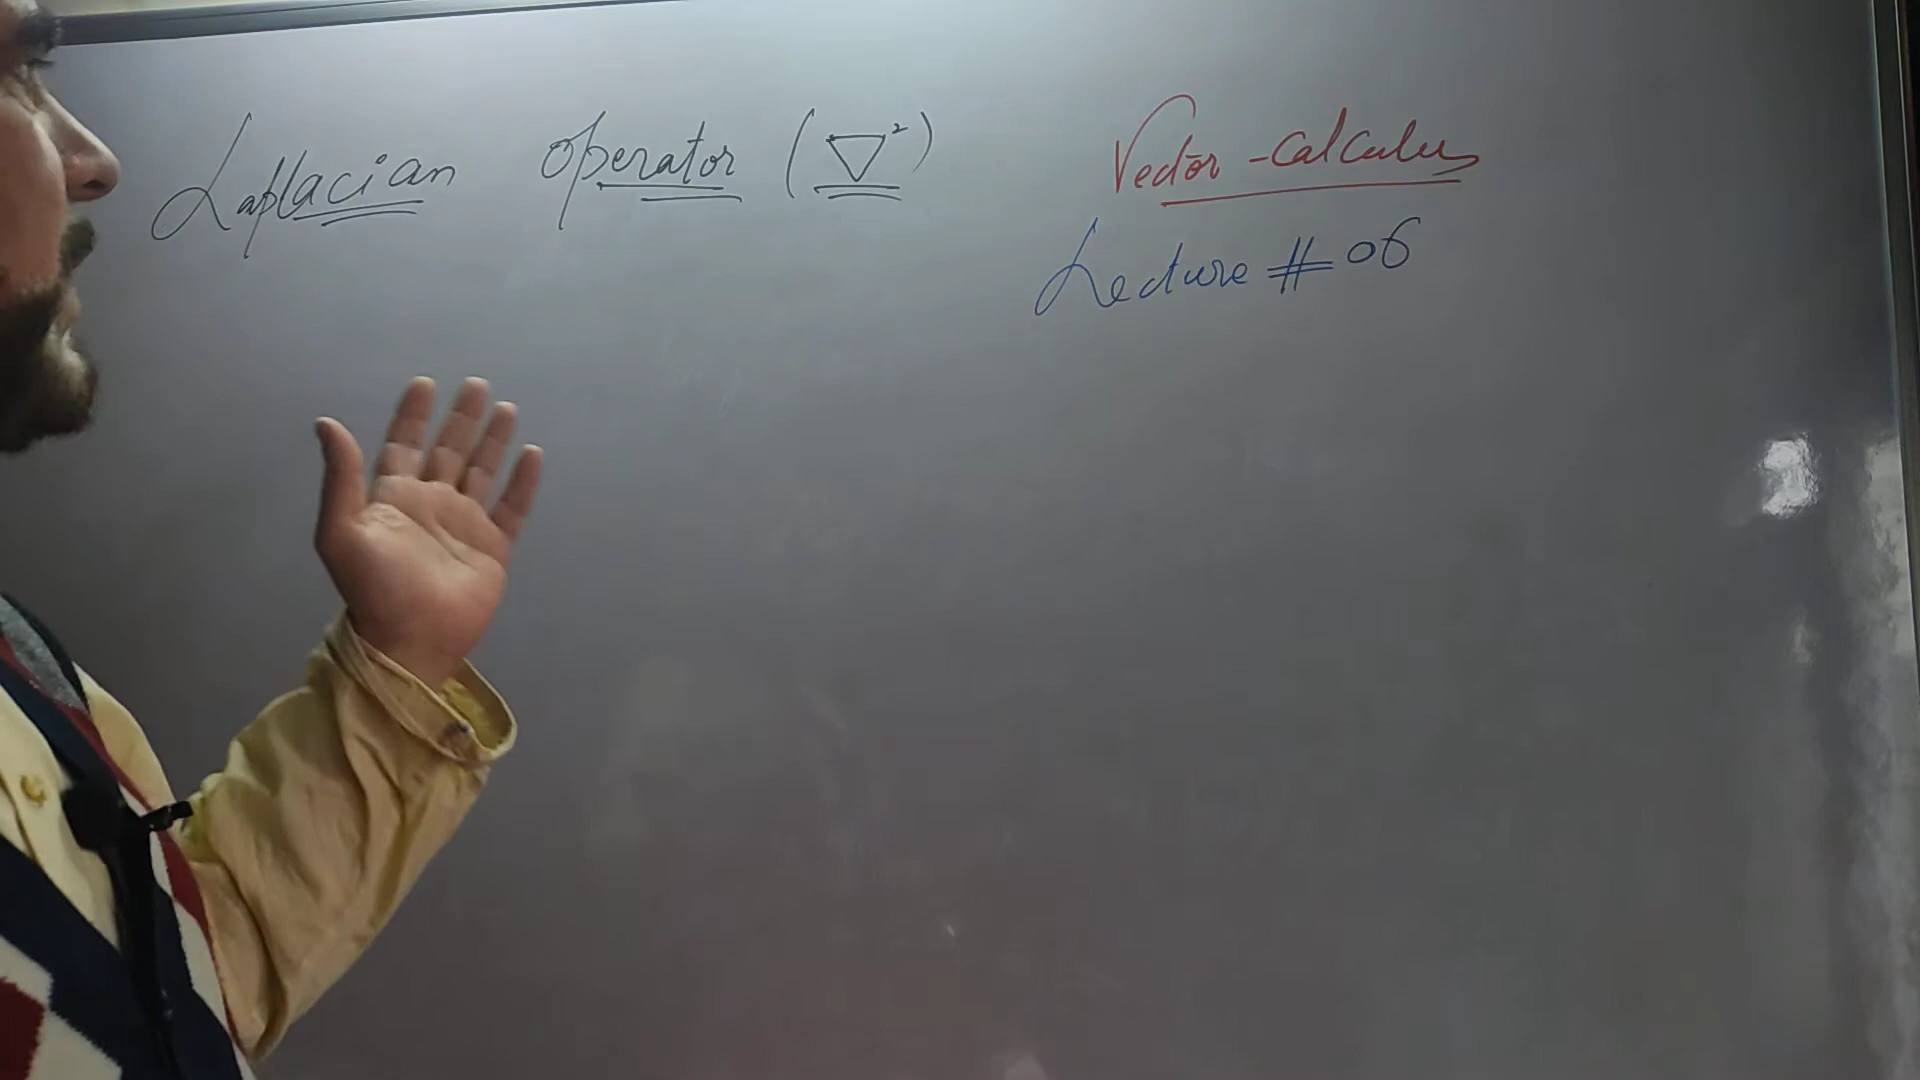 Laplacian operator (∇²)
Vector-Calculus
Lecture # 06